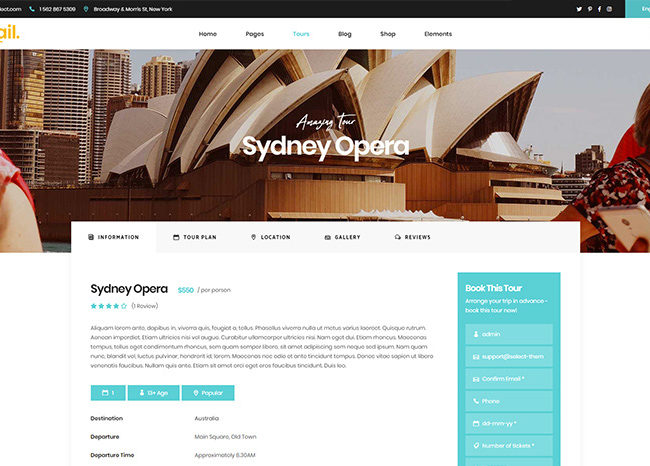 1 562 867 5309 Broadway & Morris St, New York
Home Pages Tours Blog Shop Elements
Amazing Tour
Sydney Opera
INFORMATION TOUR PLAN LOCATION GALLERY REVIEWS
Sydney Opera $550 / per person
(1 Review)
Aliquam lorem ante, dapibus in, viverra quis, feugiat a, tellus. Phasellus viverra nulla ut metus varius laoreet. Quisque rutrum.
Aenean imperdiet. Etiam ultricies nisi vel augue. Curabitur ullamcorper ultricies nisi. Nam eget dui. Etiam rhoncus. Maecenas
tempus, tellus eget condimentum rhoncus, sem quam semper libero, sit amet adipiscing sem neque sed ipsum. Nam quam
nunc, blandit vel, luctus pulvinar, hendrerit id, lorem. Maecenas nec odio et ante tincidunt tempus. Donec vitae sapien ut libero
venenatis faucibus. Nullam quis ante. Etiam sit amet orci eget eros faucibus tincidunt. Duis leo.
1 13+ Age Popular
Destination Australia
Departure Main Square, Old Town
Departure Time Approximately 6.30AM
Book This Tour
Arrange your trip in advance -
book this tour now!
admin
support@select-them
Confirm Email *
Phone
dd-mm-yy *
Number of tickets *